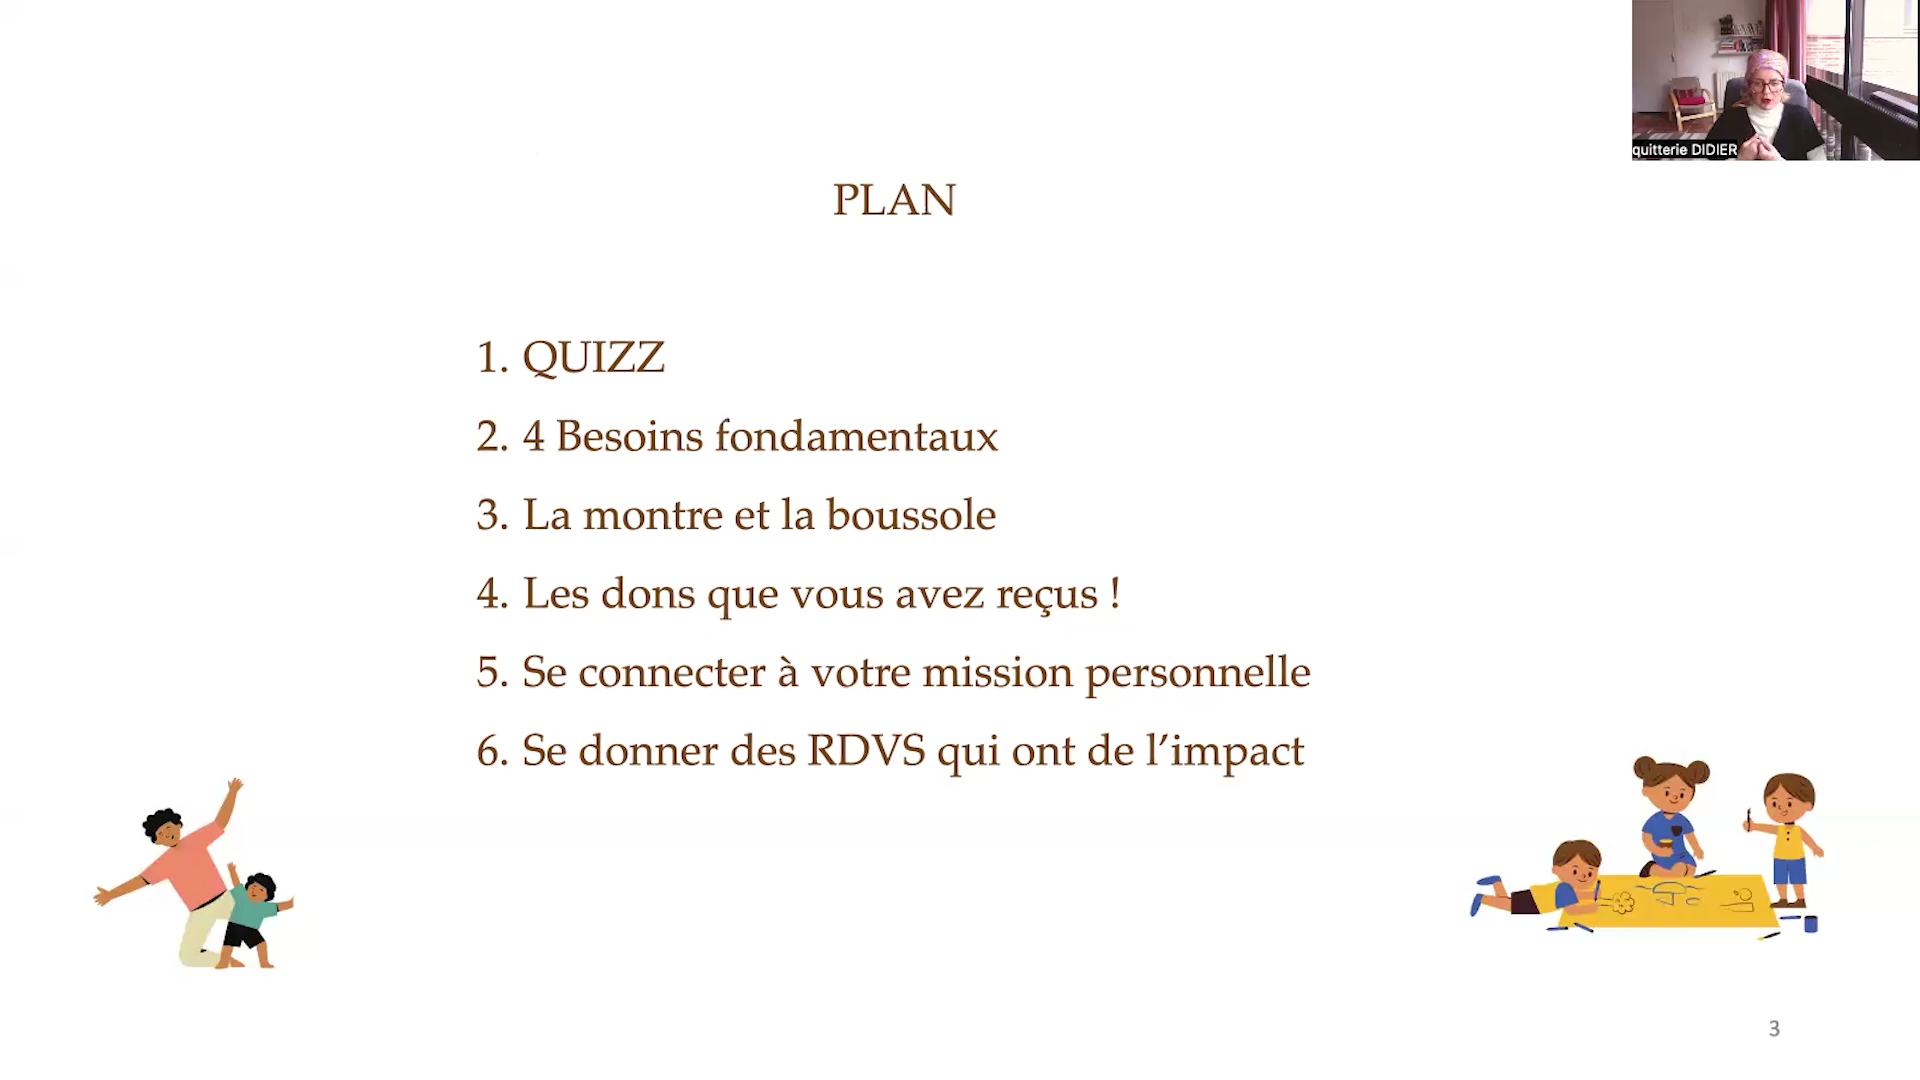 quitterie DIDIER
PLAN
1. QUIZZ
2. 4 Besoins fondamentaux
3. La montre et la boussole
4. Les dons que vous avez reçus !
5. Se connecter à votre mission personnelle
6. Se donner des RDVS qui ont de l’impact
3